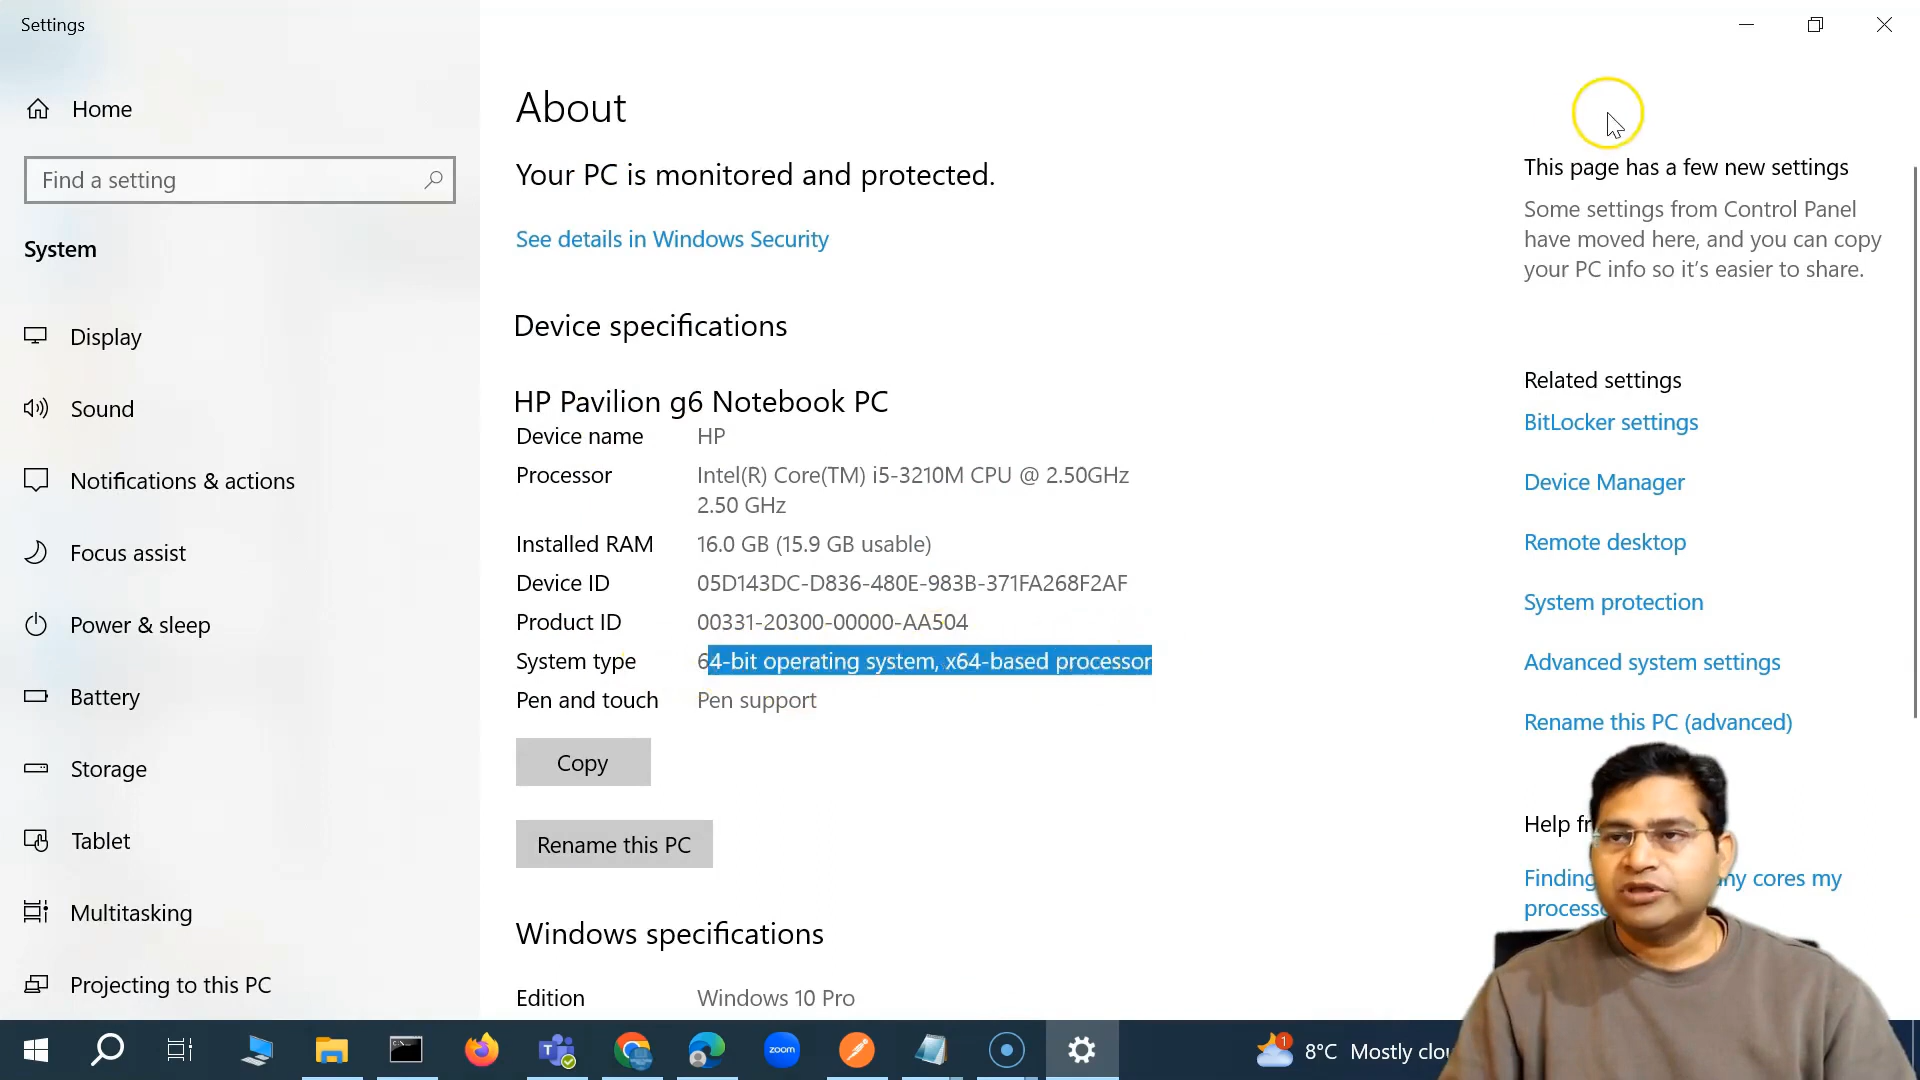 Settings
Home
Find a setting
System
Display
Sound
Notifications & actions
Focus assist
Power & sleep
Battery
Storage
Tablet
Multitasking
Projecting to this PC
About
Your PC is monitored and protected.
See details in Windows Security
Device specifications
HP Pavilion g6 Notebook PC
Device name HP
Processor Intel(R) Core(TM) i5-3210M CPU @ 2.50GHz
2.50 GHz
Installed RAM 16.0 GB (15.9 GB usable)
Device ID 05D143DC-D836-480E-983B-371FA268F2AF
Product ID 00331-20300-00000-AA504
System type 64-bit operating system, x64-based processor
Pen and touch Pen support
Copy
Rename this PC
Windows specifications
Edition Windows 10 Pro
This page has a few new settings
Some settings from Control Panel
have moved here, and you can copy
your PC info so it's easier to share.
Related settings
BitLocker settings
Device Manager
Remote desktop
System protection
Advanced system settings
Rename this PC (advanced)
Help
Finding cores my
T
zoom
1
8°C Mostly